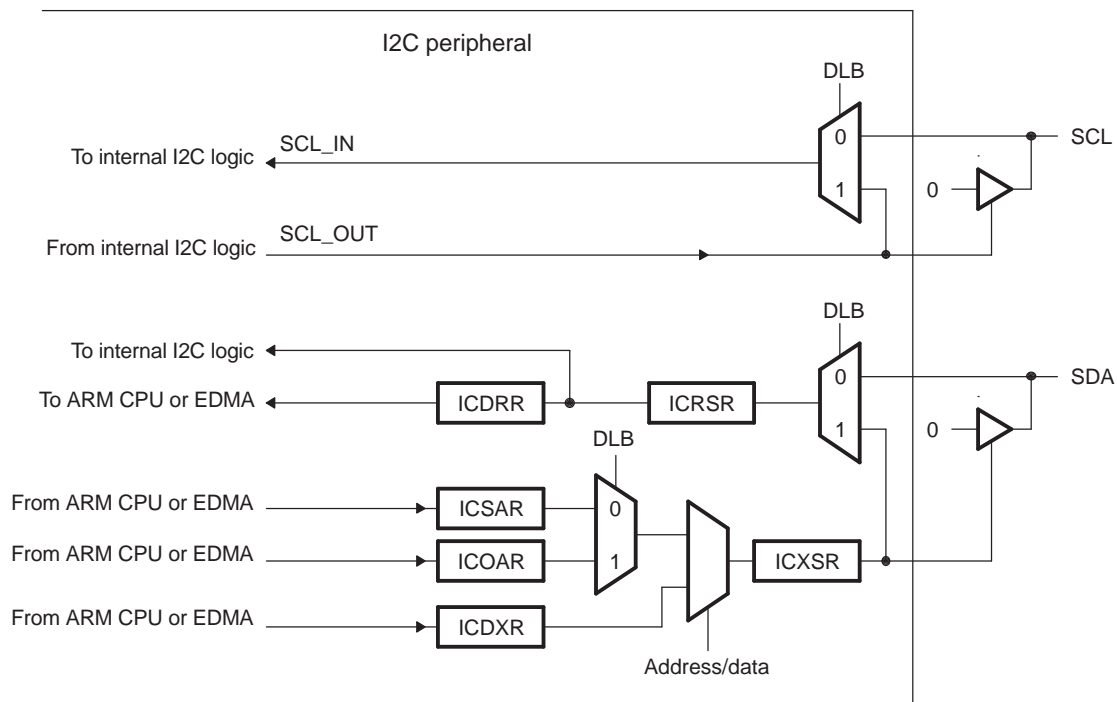 I2C peripheral
DLB
0
SCL
To internal I2C logic
SCL_IN
1
0
From internal I2C logic
SCL_OUT
DLB
To internal I2C logic
0
SDA
To ARM CPU or EDMA
ICDRR
ICRSR
1
0
DLB
From ARM CPU or EDMA
ICSAR
0
From ARM CPU or EDMA
ICOAR
1
ICXSR
From ARM CPU or EDMA
ICDXR
Address/data